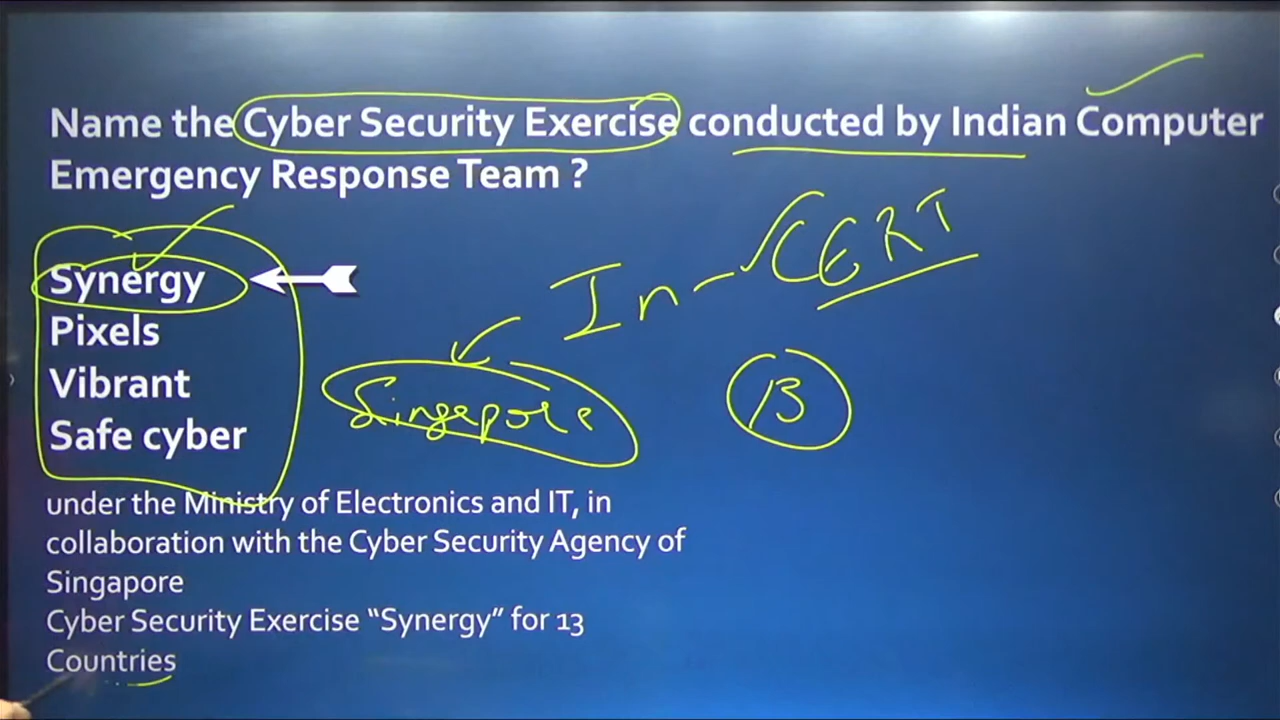 Name the Cyber Security Exercise conducted by Indian Computer
Emergency Response Team ?
In-CERT
Synergy
Pixels
Vibrant
Safe cyber
Singapore
13
under the Ministry of Electronics and IT, in
collaboration with the Cyber Security Agency of
Singapore
Cyber Security Exercise “Synergy” for 13
Countries